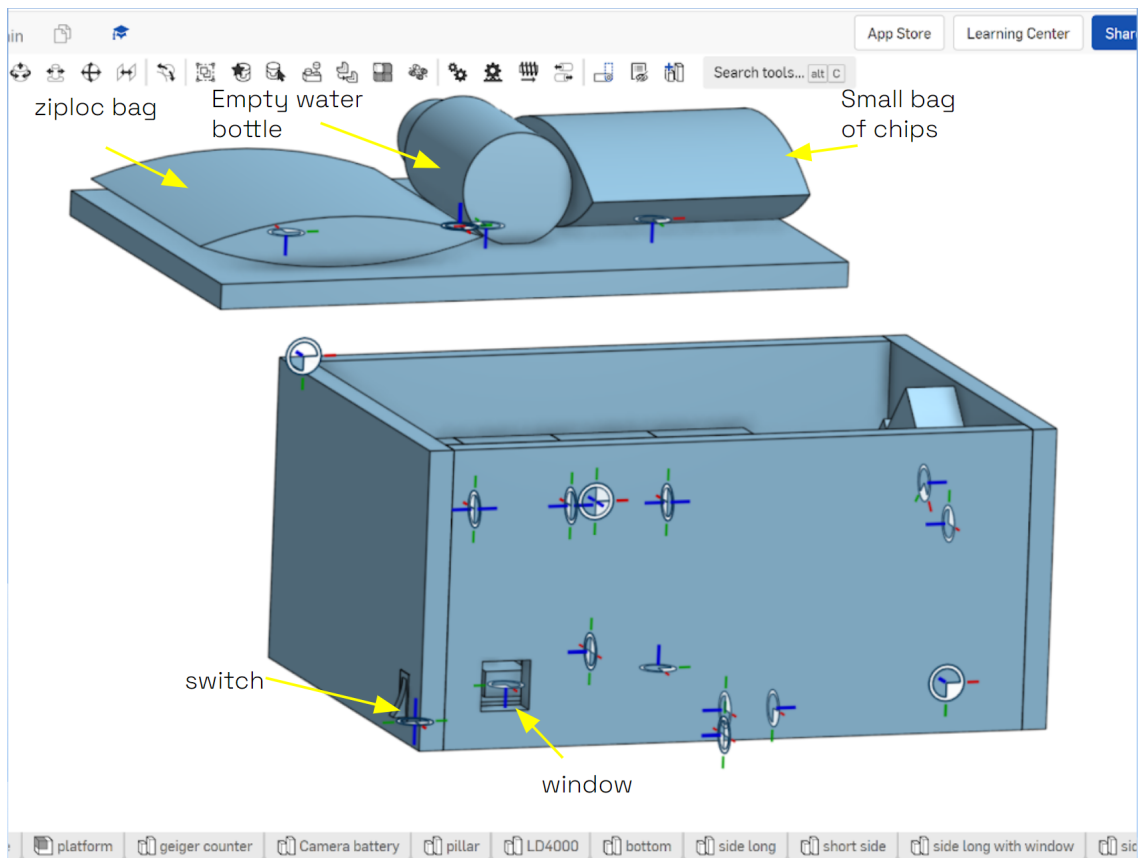 in
App Store
Learning Center
Shar
Search tools... alt C
ziploc bag
Empty water
bottle
Small bag
of chips
switch
window
platform
geiger counter
Camera battery
pillar
LD4000
bottom
side long
short side
side long with window
sid